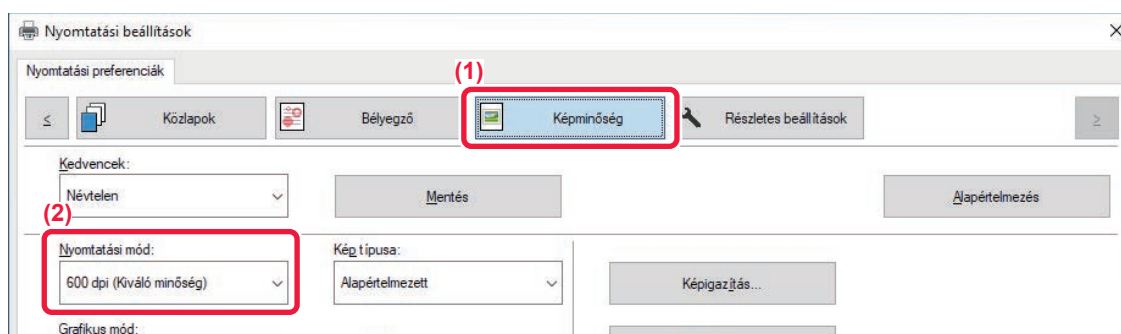 Nyomtatási beállítások
Nyomtatási preferenciák
(1)
< Közlapok Bélyegző Képminőség Részletes beállítások >
Kedvencek:
Névtelen Mentés Alapértelmezés
(2)
Nyomtatási mód: Kép típusa:
600 dpi (Kiváló minőség) Alapértelmezett Képigazítás...
Grafikus mód: